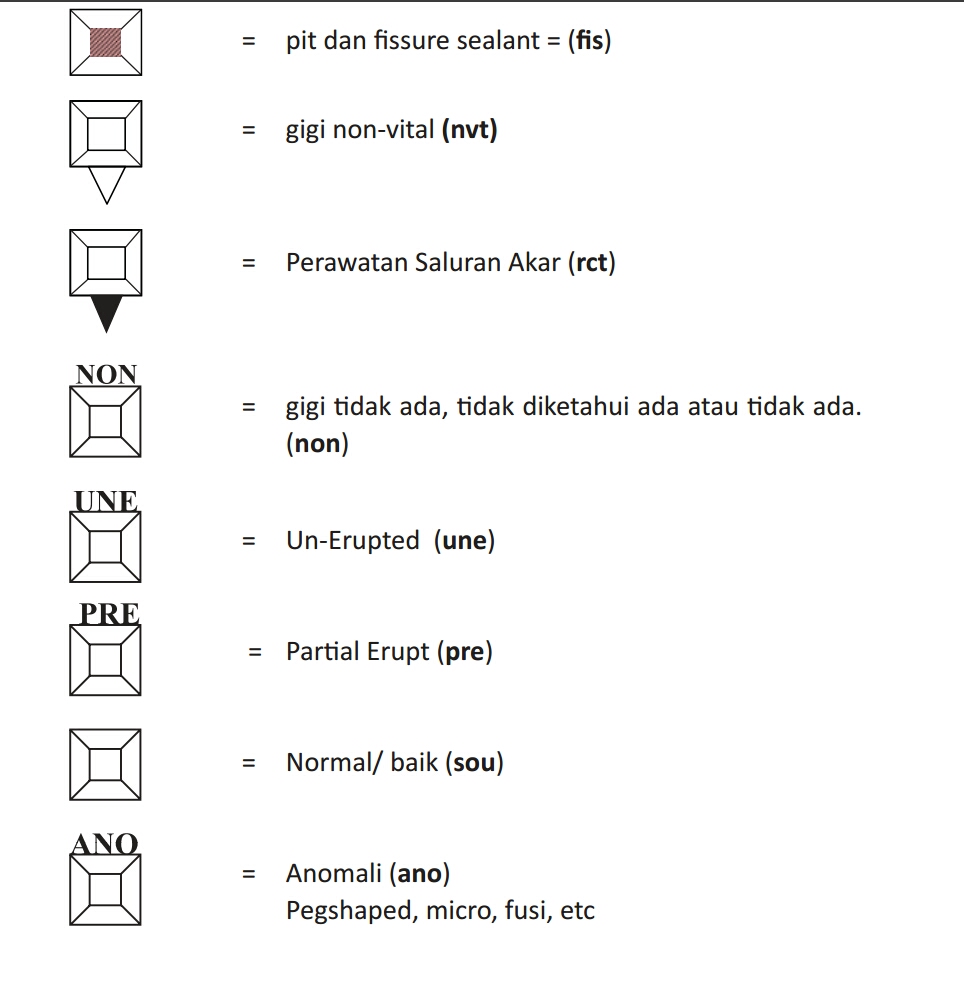 = pit dan fissure sealant = (fis)
= gigi non-vital (nvt)
= Perawatan Saluran Akar (rct)
NON
= gigi tidak ada, tidak diketahui ada atau tidak ada.
(non)
UNE
= Un-Erupted (une)
PRE
= Partial Erupt (pre)
= Normal/ baik (sou)
ANO
= Anomali (ano)
Pegshaped, micro, fusi, etc